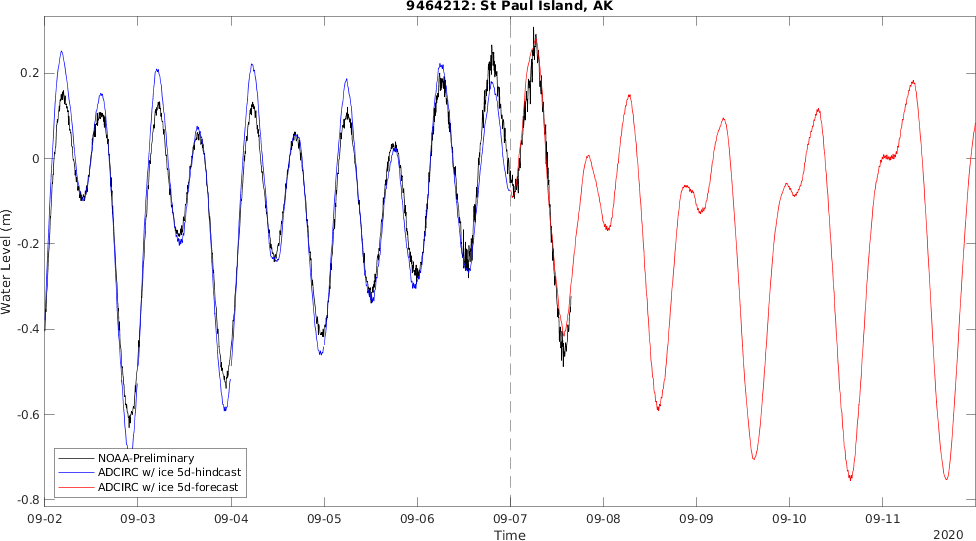 9464212: St Paul Island, AK
Water Level (m)
0.2
0
-0.2
-0.4
-0.6
-0.8
NOAA-Preliminary
ADCIRC w/ ice 5d-hindcast
ADCIRC w/ ice 5d-forecast
09-02 09-03 09-04 09-05 09-06 09-07 09-08 09-09 09-10 09-11
Time
2020